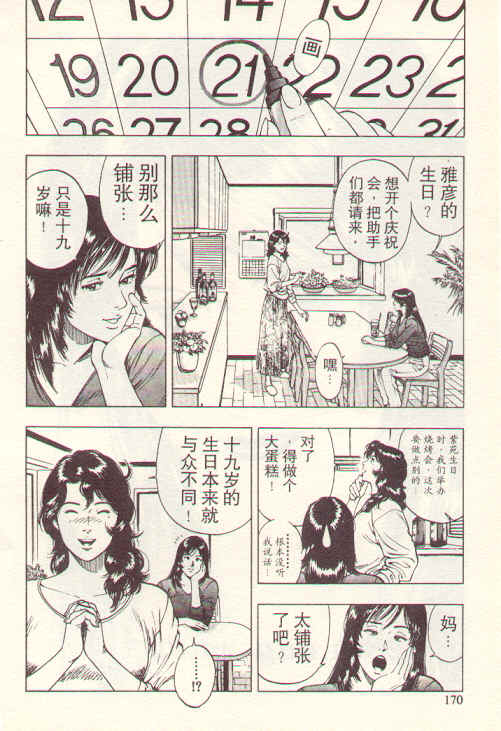 12
13
14
15
16
19
20
21
22
23
2
26
27
28
31
画
雅彦的
生日？
想开个庆祝
会，把助手
们都请来，
别那么
铺张…
只是十九
岁嘛！
嘿…
紫苑生日
时，我们举办
烧烤会，这次
要做点别的…
对了
，得做个
大蛋糕！
………
根本没听
我说话…
十九岁的
生日本来就
与众不同！
……!?
妈…
太铺张
了吧？
170